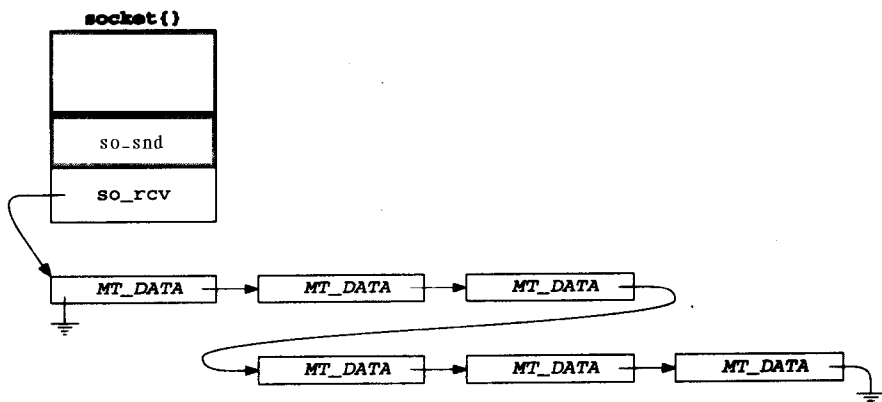 socket{}
so_snd
so_rcv
MT_DATA MT_DATA MT_DATA
MT_DATA MT_DATA MT_DATA